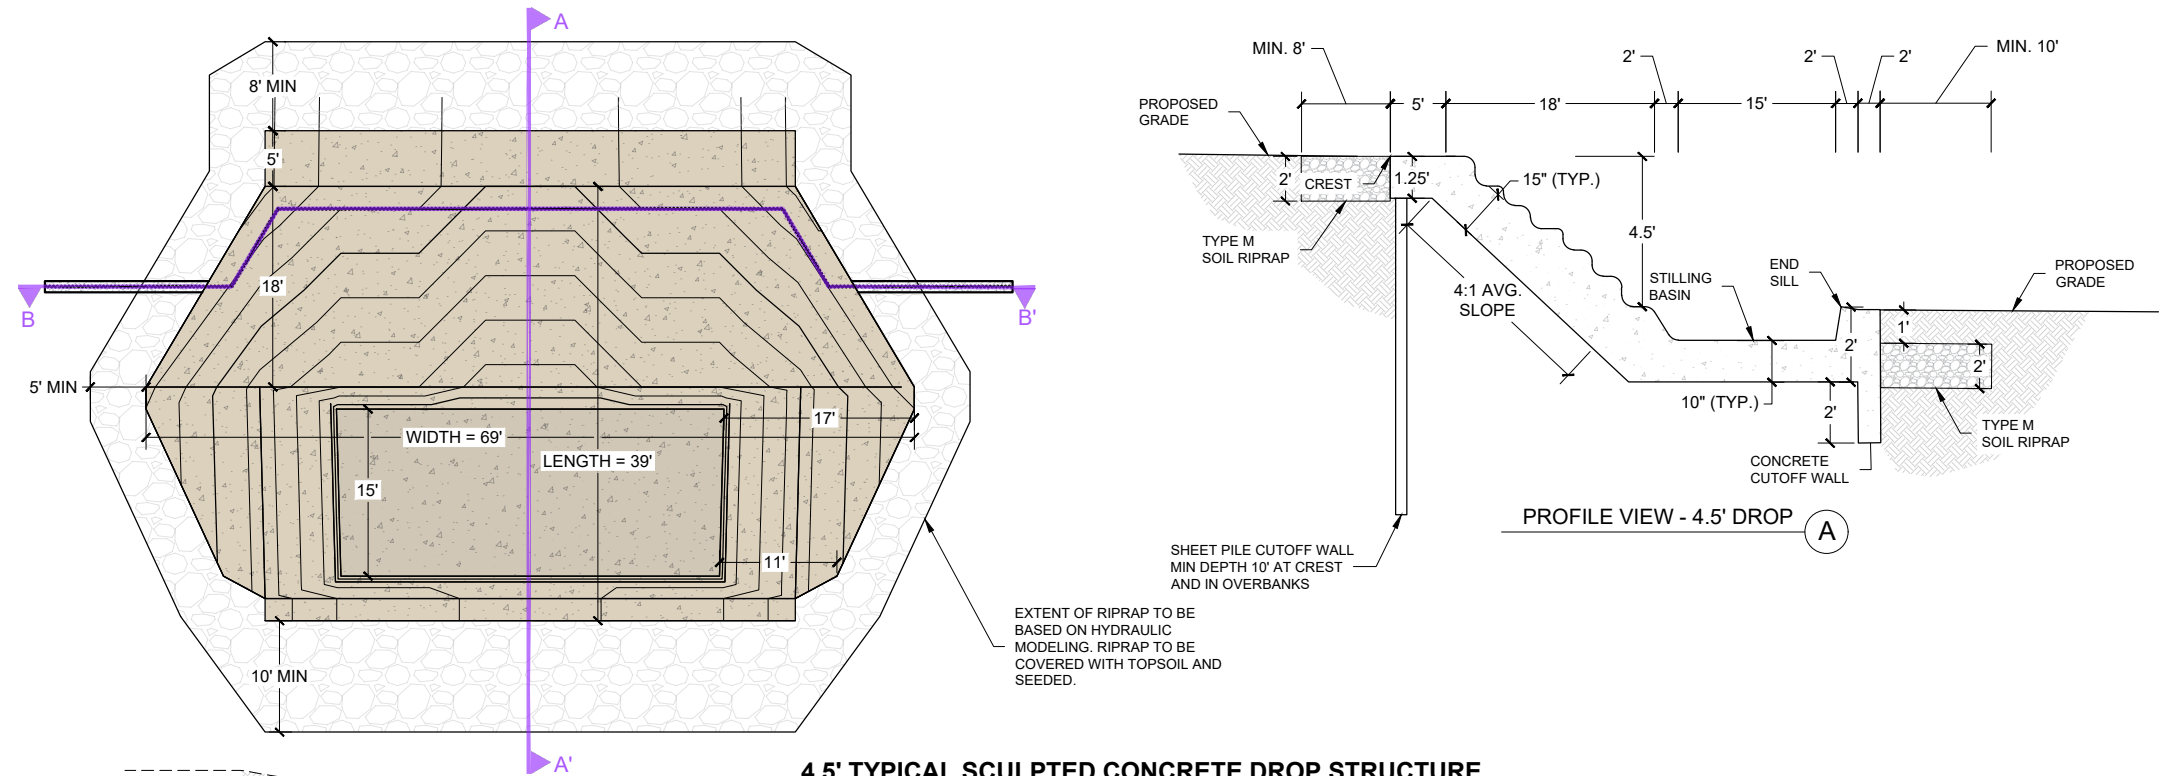 A
8' MIN
5'
18'
B
B'
5' MIN
17'
WIDTH = 69'
LENGTH = 39'
15'
11'
10' MIN
A'
EXTENT OF RIPRAP TO BE
BASED ON HYDRAULIC
MODELING. RIPRAP TO BE
COVERED WITH TOPSOIL AND
SEEDED.
MIN. 8'
2'
2'
2'
MIN. 10'
5'
18'
15'
PROPOSED
GRADE
2'
CREST
1.25'
15" (TYP.)
TYPE M
SOIL RIPRAP
4.5'
4:1 AVG.
SLOPE
STILLING
BASIN
END
SILL
PROPOSED
GRADE
1'
2'
2'
10" (TYP.)
2'
TYPE M
SOIL RIPRAP
CONCRETE
CUTOFF WALL
SHEET PILE CUTOFF WALL
MIN DEPTH 10' AT CREST
AND IN OVERBANKS
PROFILE VIEW - 4.5' DROP
A
4.5' TYPICAL SCULPTED CONCRETE DROP STRUCTURE